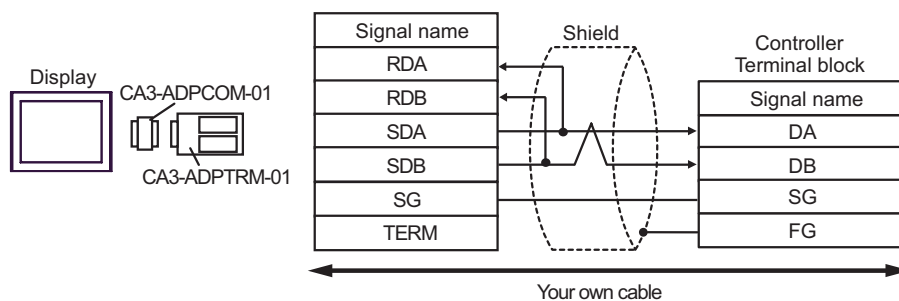 Display
CA3-ADPCOM-01
CA3-ADPTRM-01
Signal name
RDA
RDB
SDA
SDB
SG
TERM
Shield
Controller
Terminal block
Signal name
DA
DB
SG
FG
Your own cable